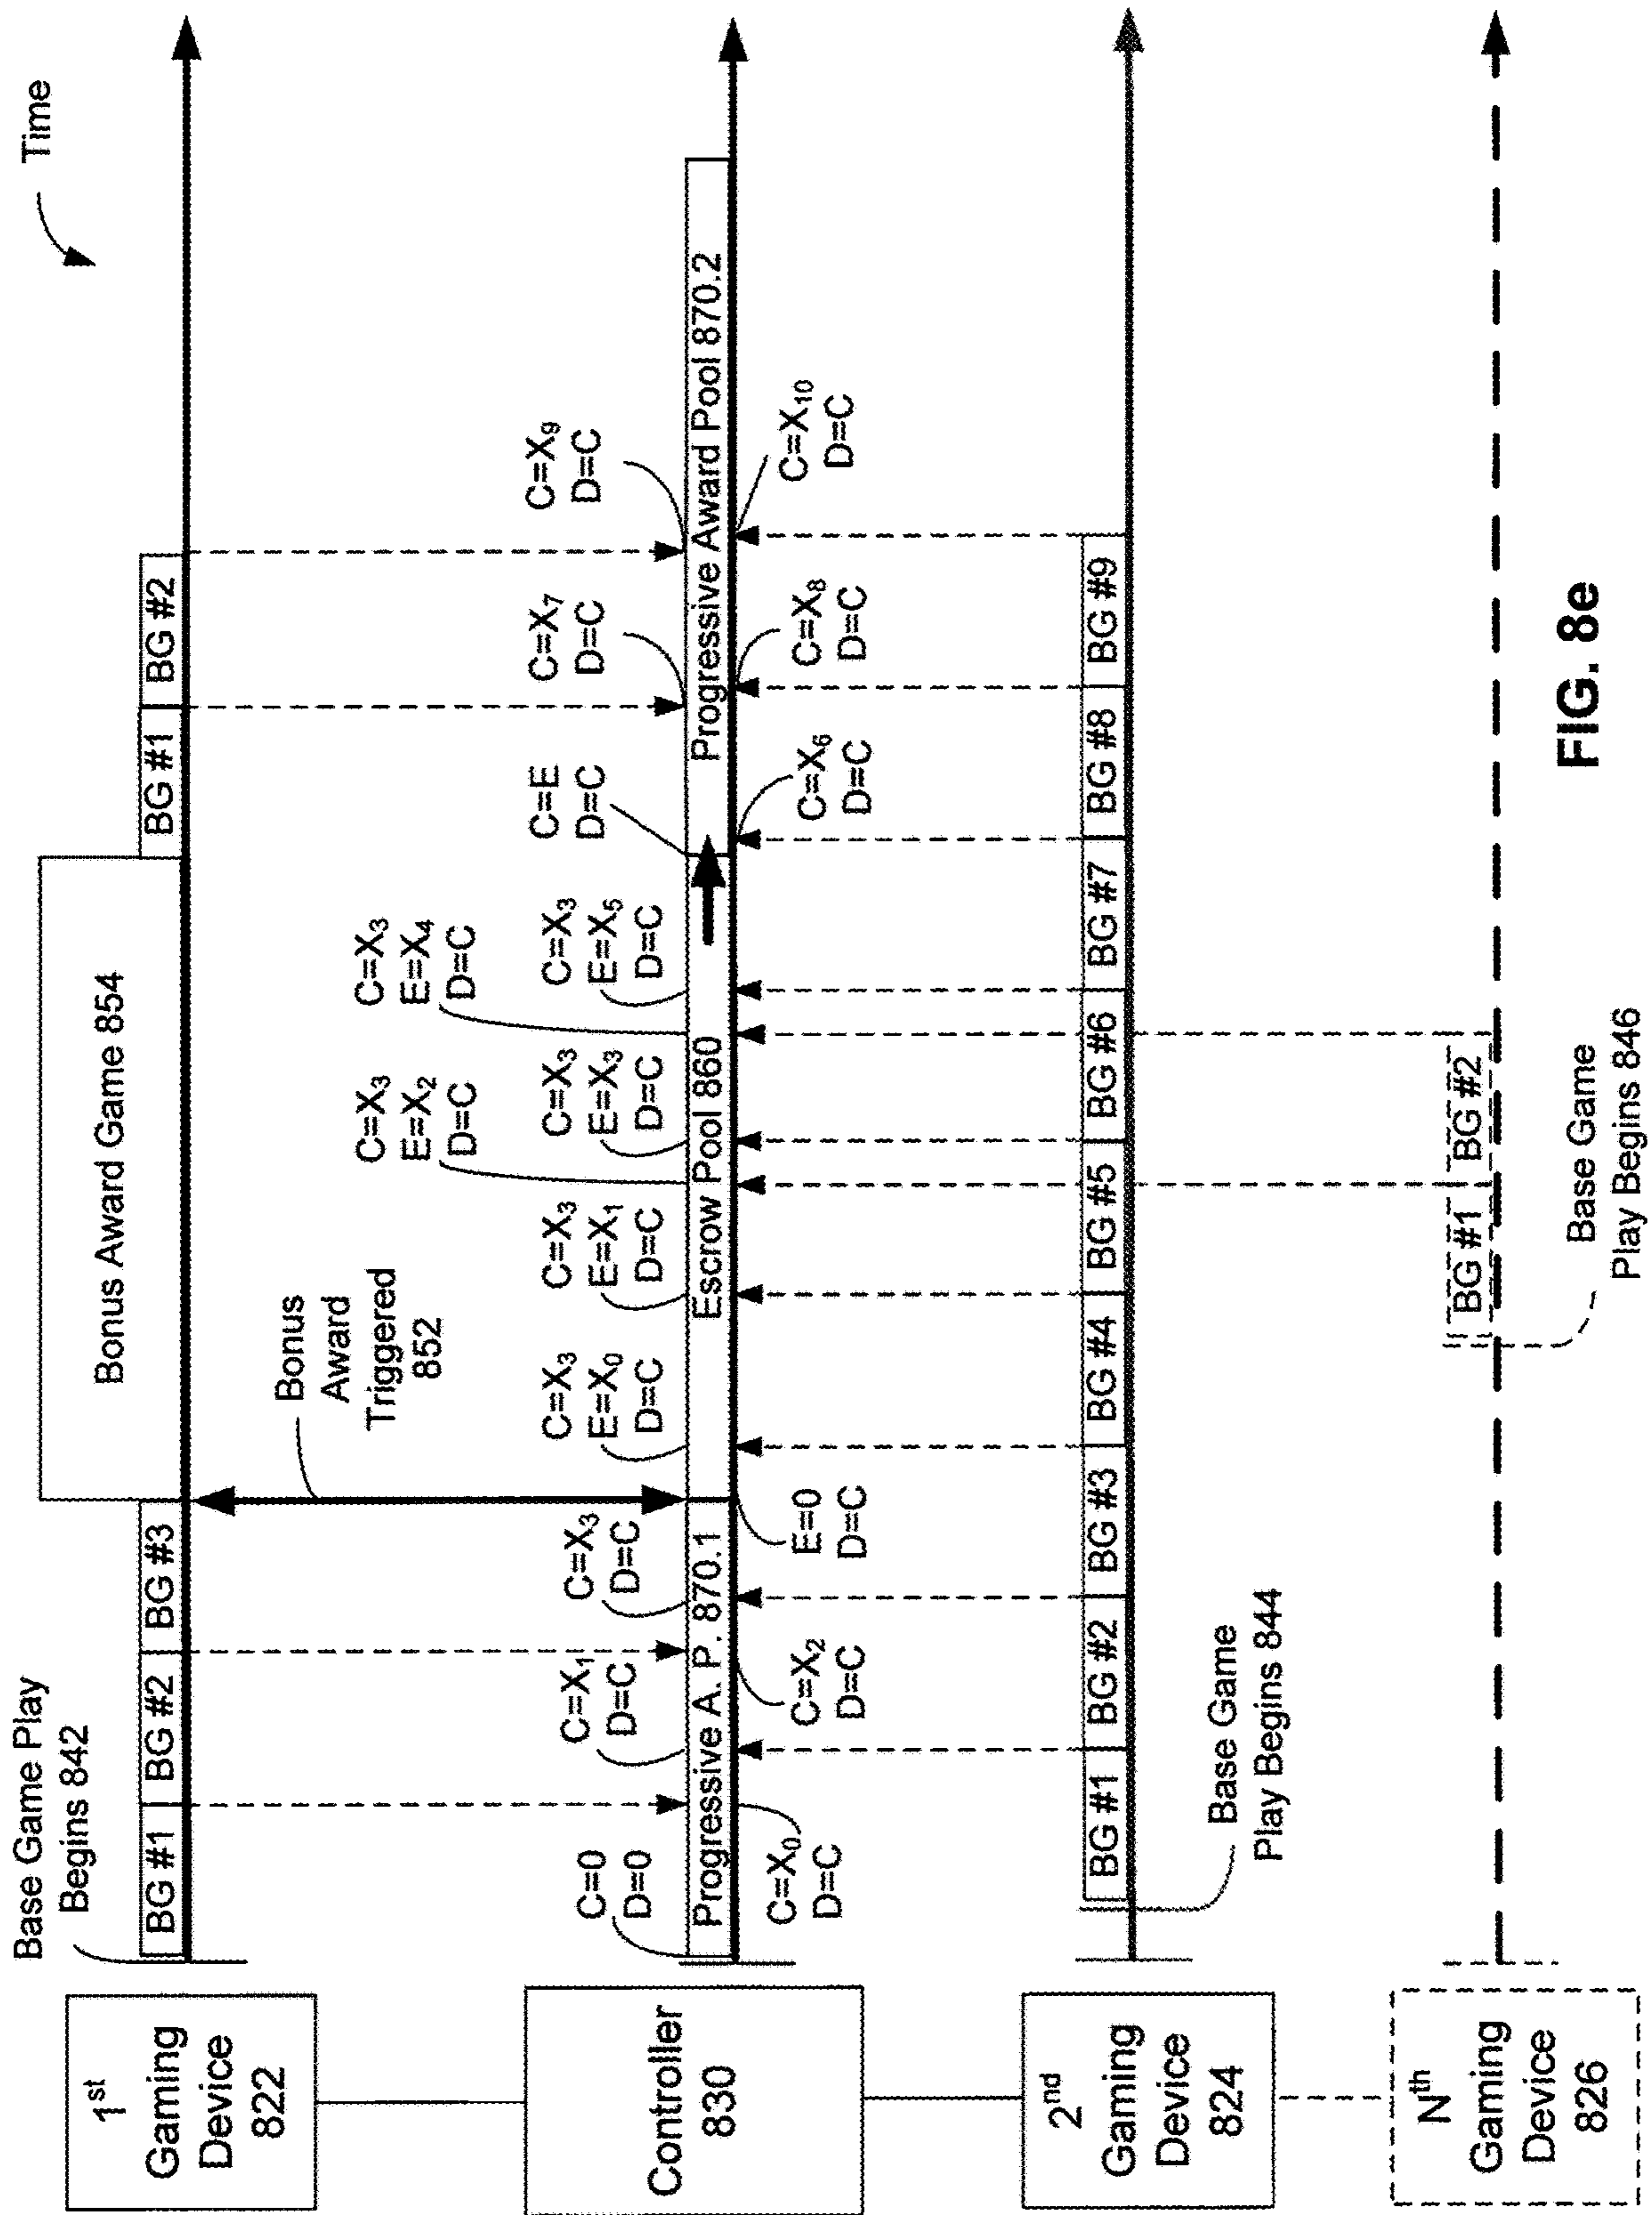 Time
Base Game Play
Begins 842
BG #1
BG #2
BG #3
Bonus Award Game 854
BG #1
BG #2
1st
Gaming
Device
822
Bonus
Award
Triggered
852
C=0
D=0
C=X1
D=C
C=X3
D=C
C=X3
E=X0
D=C
C=X3
E=X1
D=C
C=X3
E=X2
D=C
C=X3
E=X3
D=C
C=X3
E=X4
D=C
C=X3
E=X5
D=C
C=E
D=C
C=X7
D=C
C=X9
D=C
Controller
830
Progressive A. P. 870.1
Escrow Pool 860
Progressive Award Pool 870.2
C=X0
D=C
C=X2
D=C
E=0
D=C
C=X6
D=C
C=X8
D=C
C=X10
D=C
2nd
Gaming
Device
824
BG #1
BG #2
BG #3
BG #4
BG #5
BG #6
BG #7
BG #8
BG #9
Base Game
Play Begins 844
Nth
Gaming
Device
826
BG #1
BG #2
Base Game
Play Begins 846
FIG. 8e